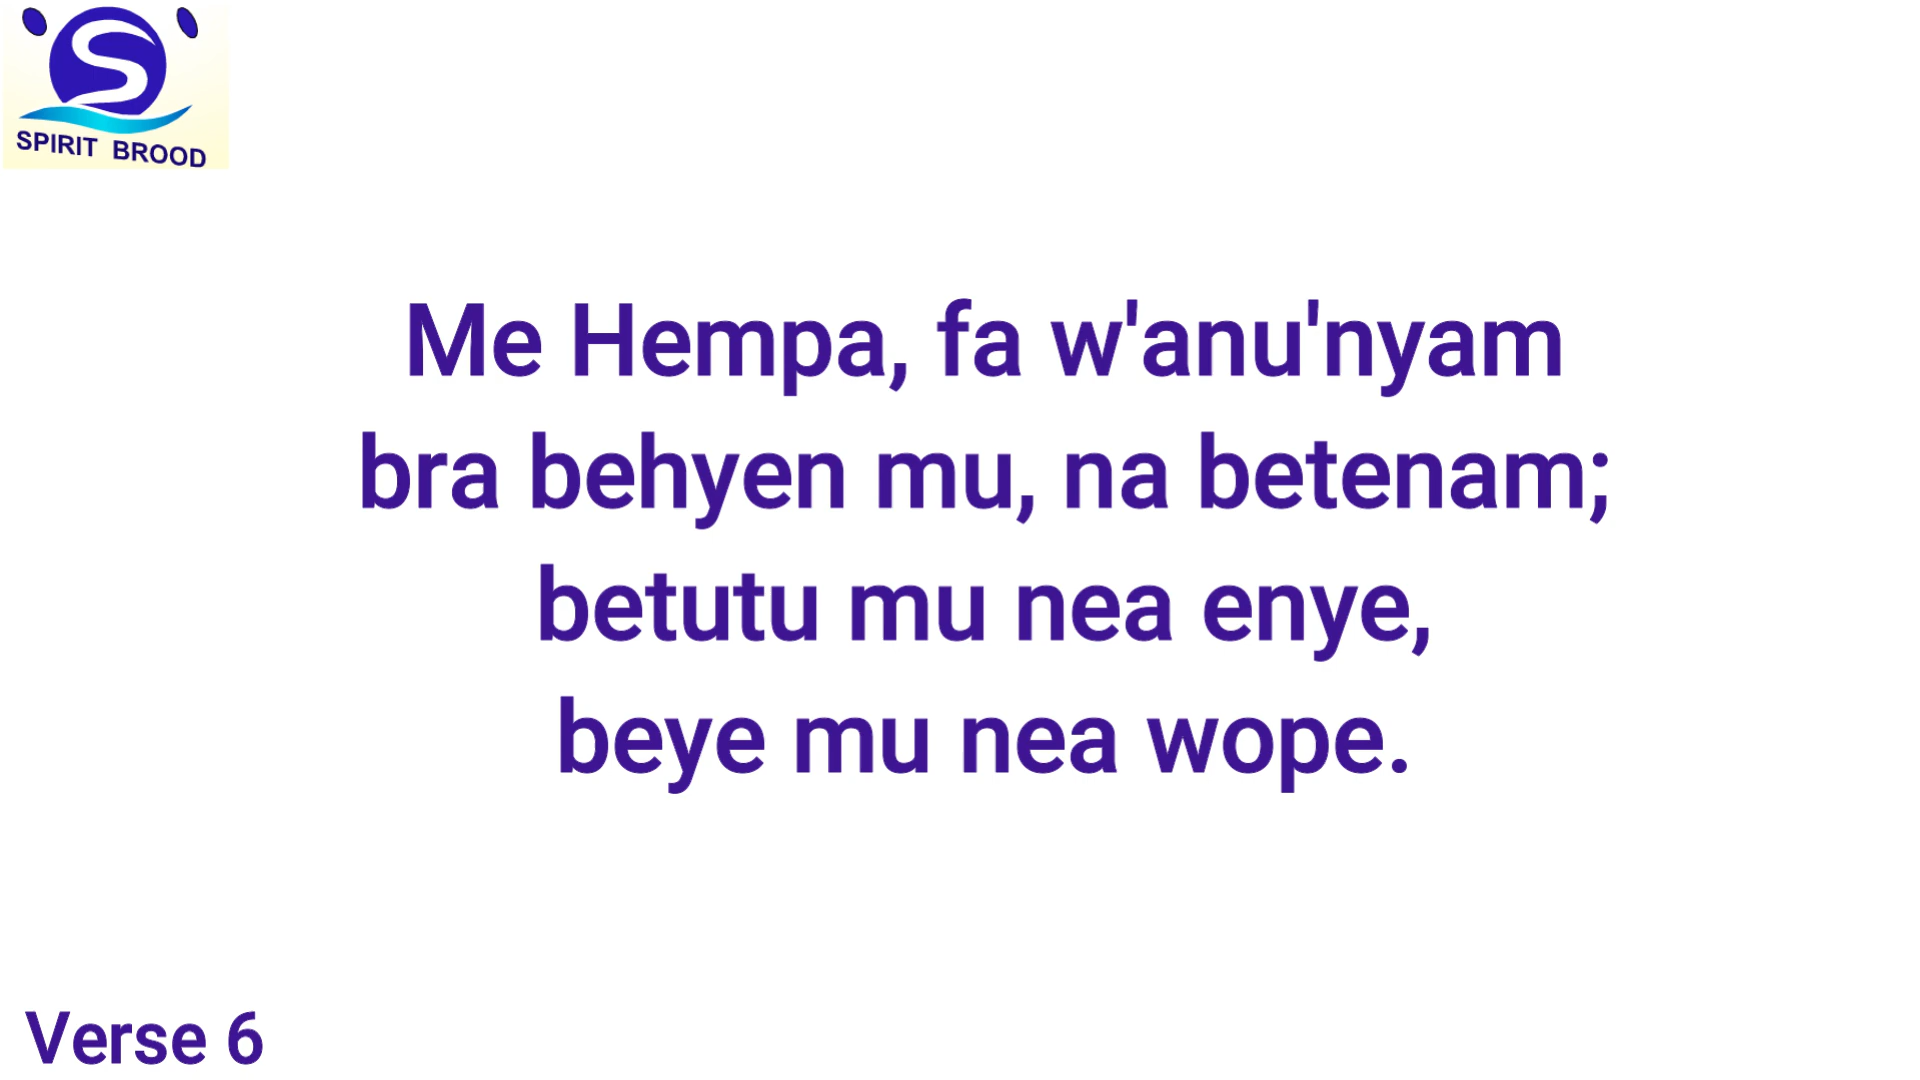 S
SPIRIT BROOD
Me Hempa, fa w'anu'nyam
bra behyen mu, na betenam;
betutu mu nea enye,
beye mu nea wope.
Verse 6